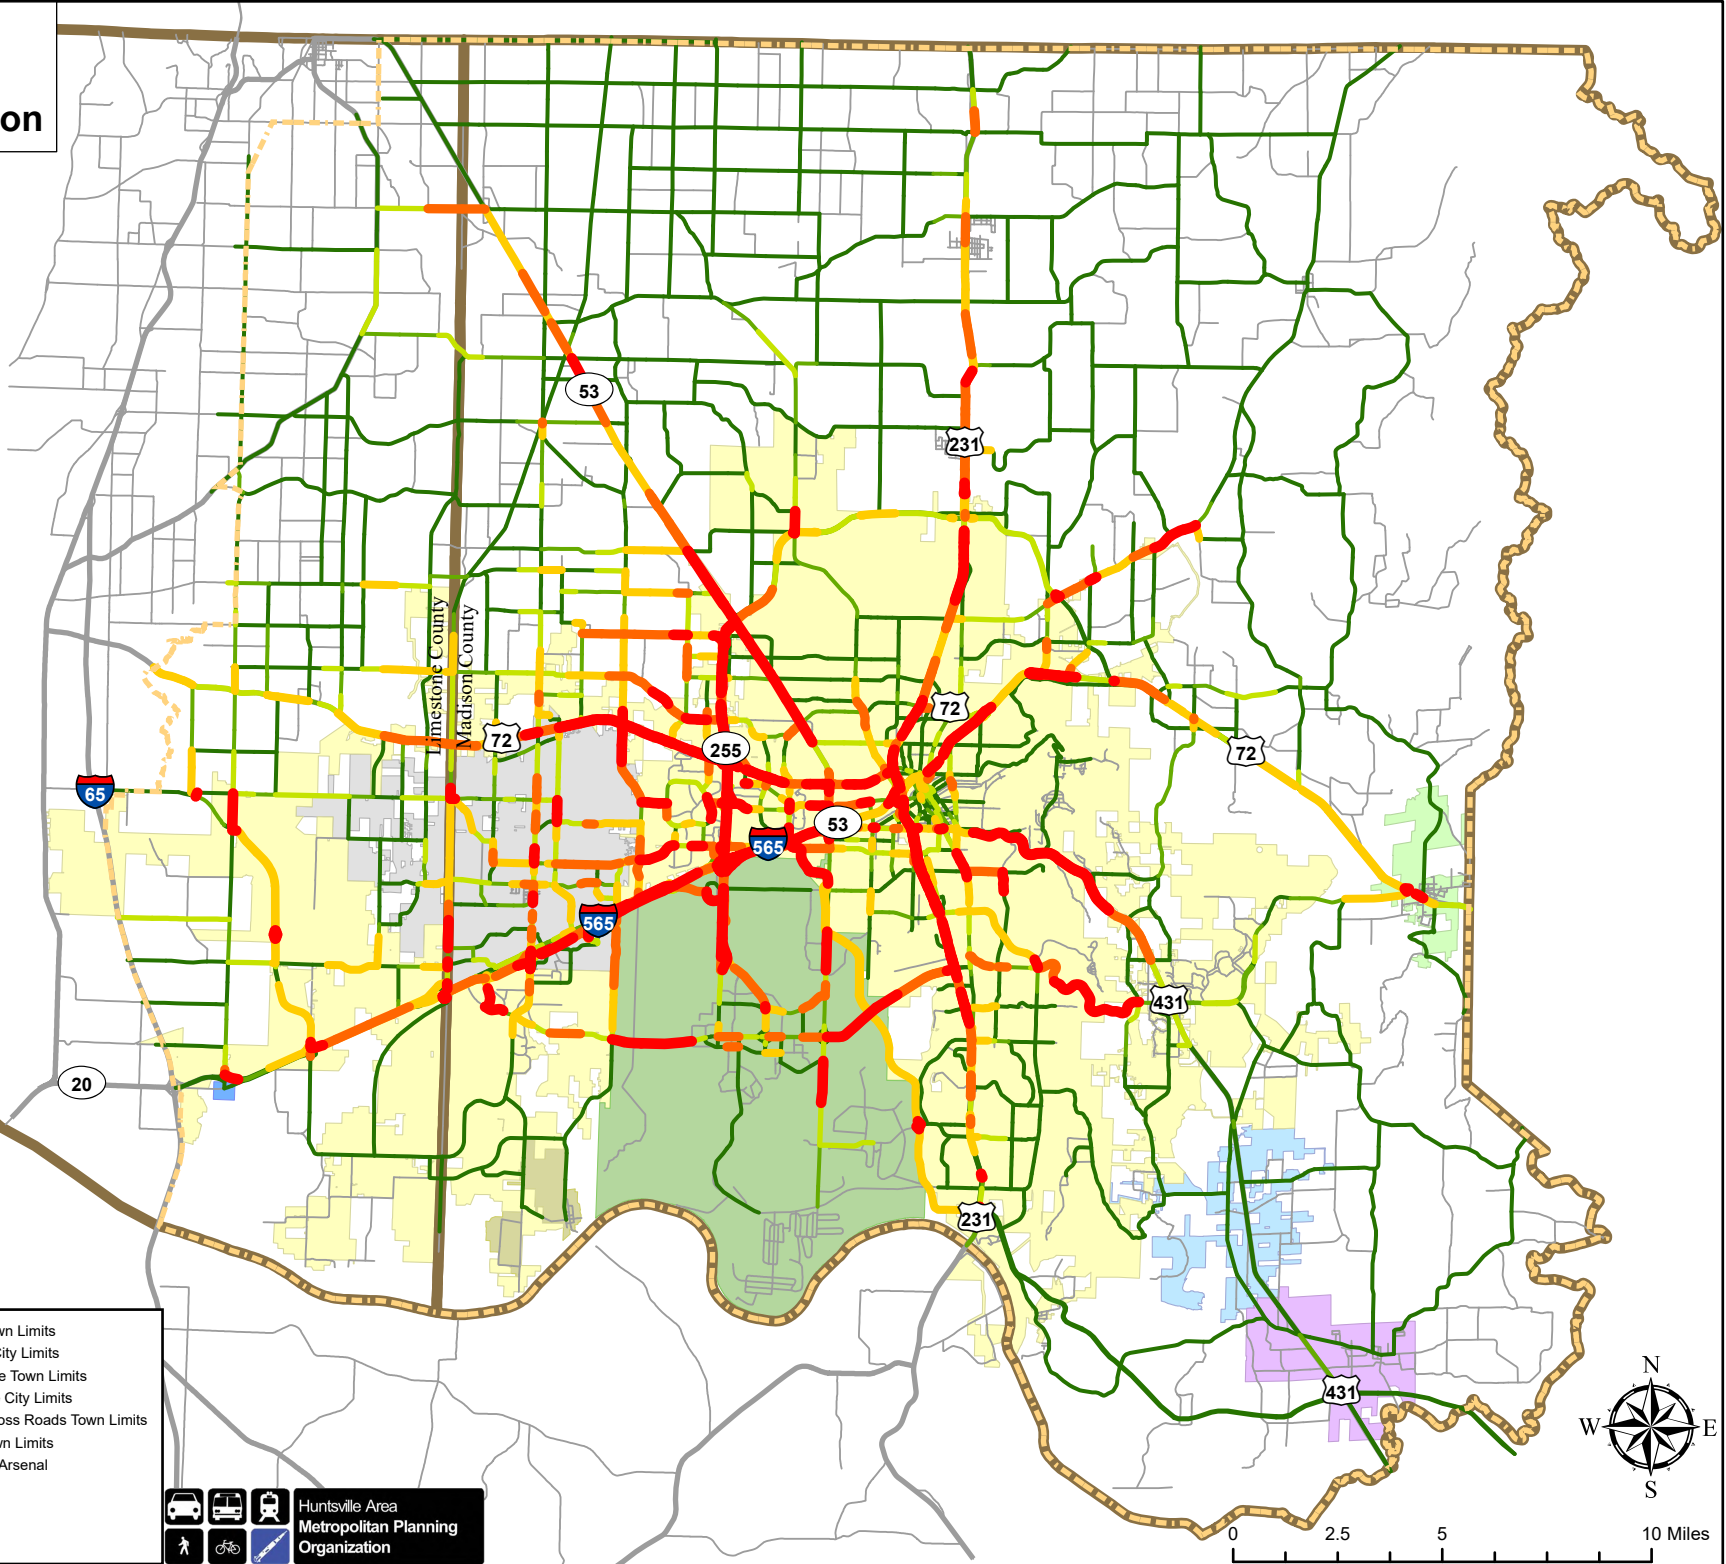 on
53
231
Limestone County
Madison County
72
72
255
72
65
53
565
565
431
20
231
431
wn Limits
City Limits
e Town Limits
City Limits
oss Roads Town Limits
wn Limits
Arsenal
Huntsville Area
Metropolitan Planning
Organization
N
W E
S
0 2.5 5 10 Miles